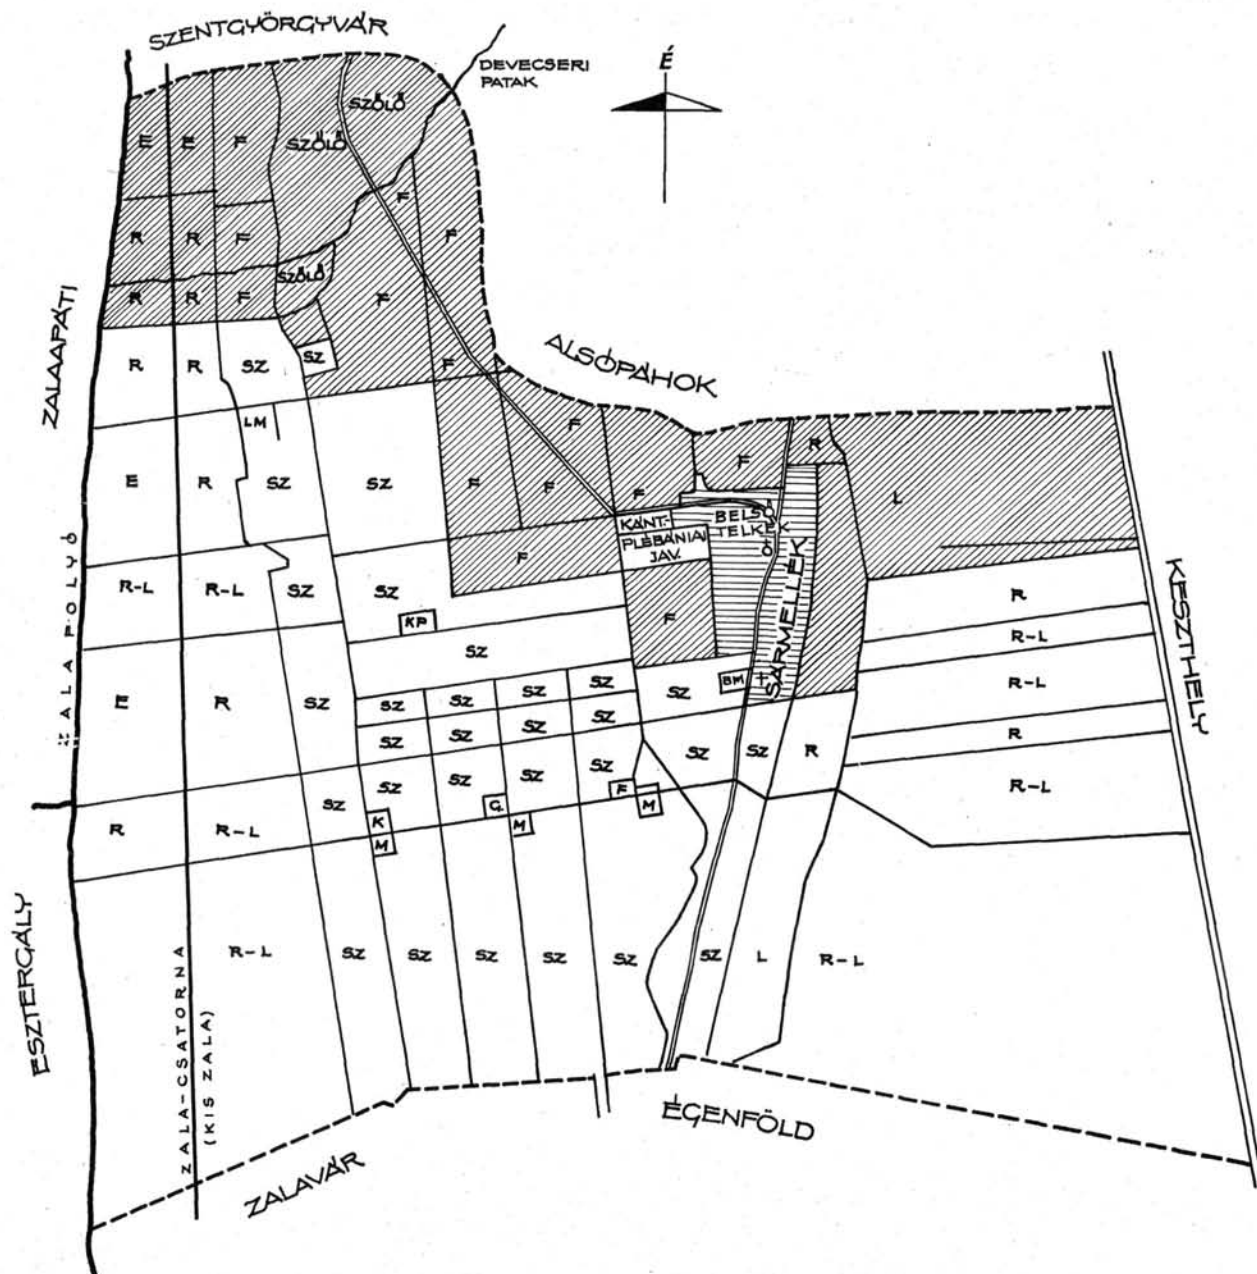 SZENTGYÖRGYVÁR
DEVECSERI
PATAK
É
SZŐLŐ
E E F SZŐLŐ
F
R R F F
SZŐLŐ
R R F F
ZALAAPÁTI
ALSÓPÁHOK
R R SZ SZ F
LM F F R
E R SZ SZ F F F L
KÁNT.-
PLÉBÁNIAI
JAV.
BELS
TELKEK
F
R-L R-L SZ SZ R
KP F R-L
SZ
SÁRMELLÉK
ZALA FOLYÓ
KESZTHELY
E R SZ SZ SZ SZ SZ SZ BM R-L
SZ SZ SZ SZ R
SZ SZ R
SZ SZ SZ SZ
R R-L SZ K G F R-L
M M M
ESZTERGÁLY
R-L SZ SZ SZ SZ SZ SZ L R-L
ZALA-CSATORNA
(KIS ZALA)
ÉGENFÖLD
ZALAVÁR